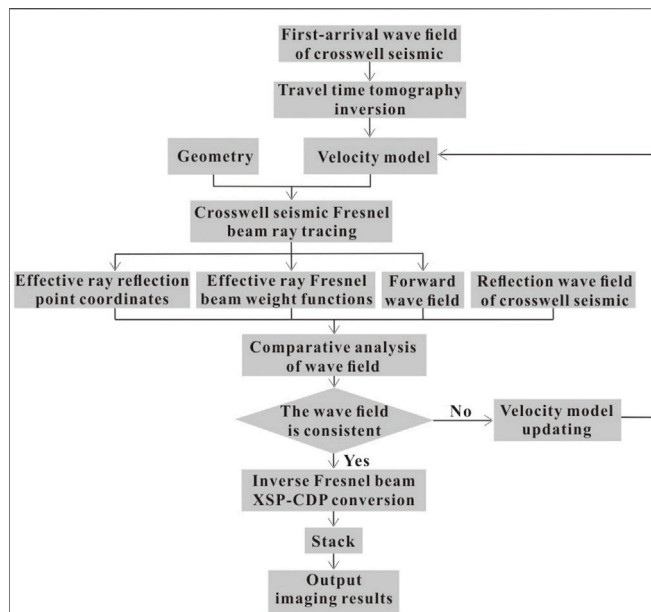 First-arrival wave field
of crosswell seismic
Travel time tomography
inversion
Geometry
Velocity model
Crosswell seismic Fresnel
beam ray tracing
Effective ray reflection
point coordinates
Effective ray Fresnel
beam weight functions
Forward
wave field
Reflection wave field
of crosswell seismic
Comparative analysis
of wave field
The wave field
is consistent
No
Velocity model
updating
Yes
Inverse Fresnel beam
XSP-CDP conversion
Stack
Output
imaging results